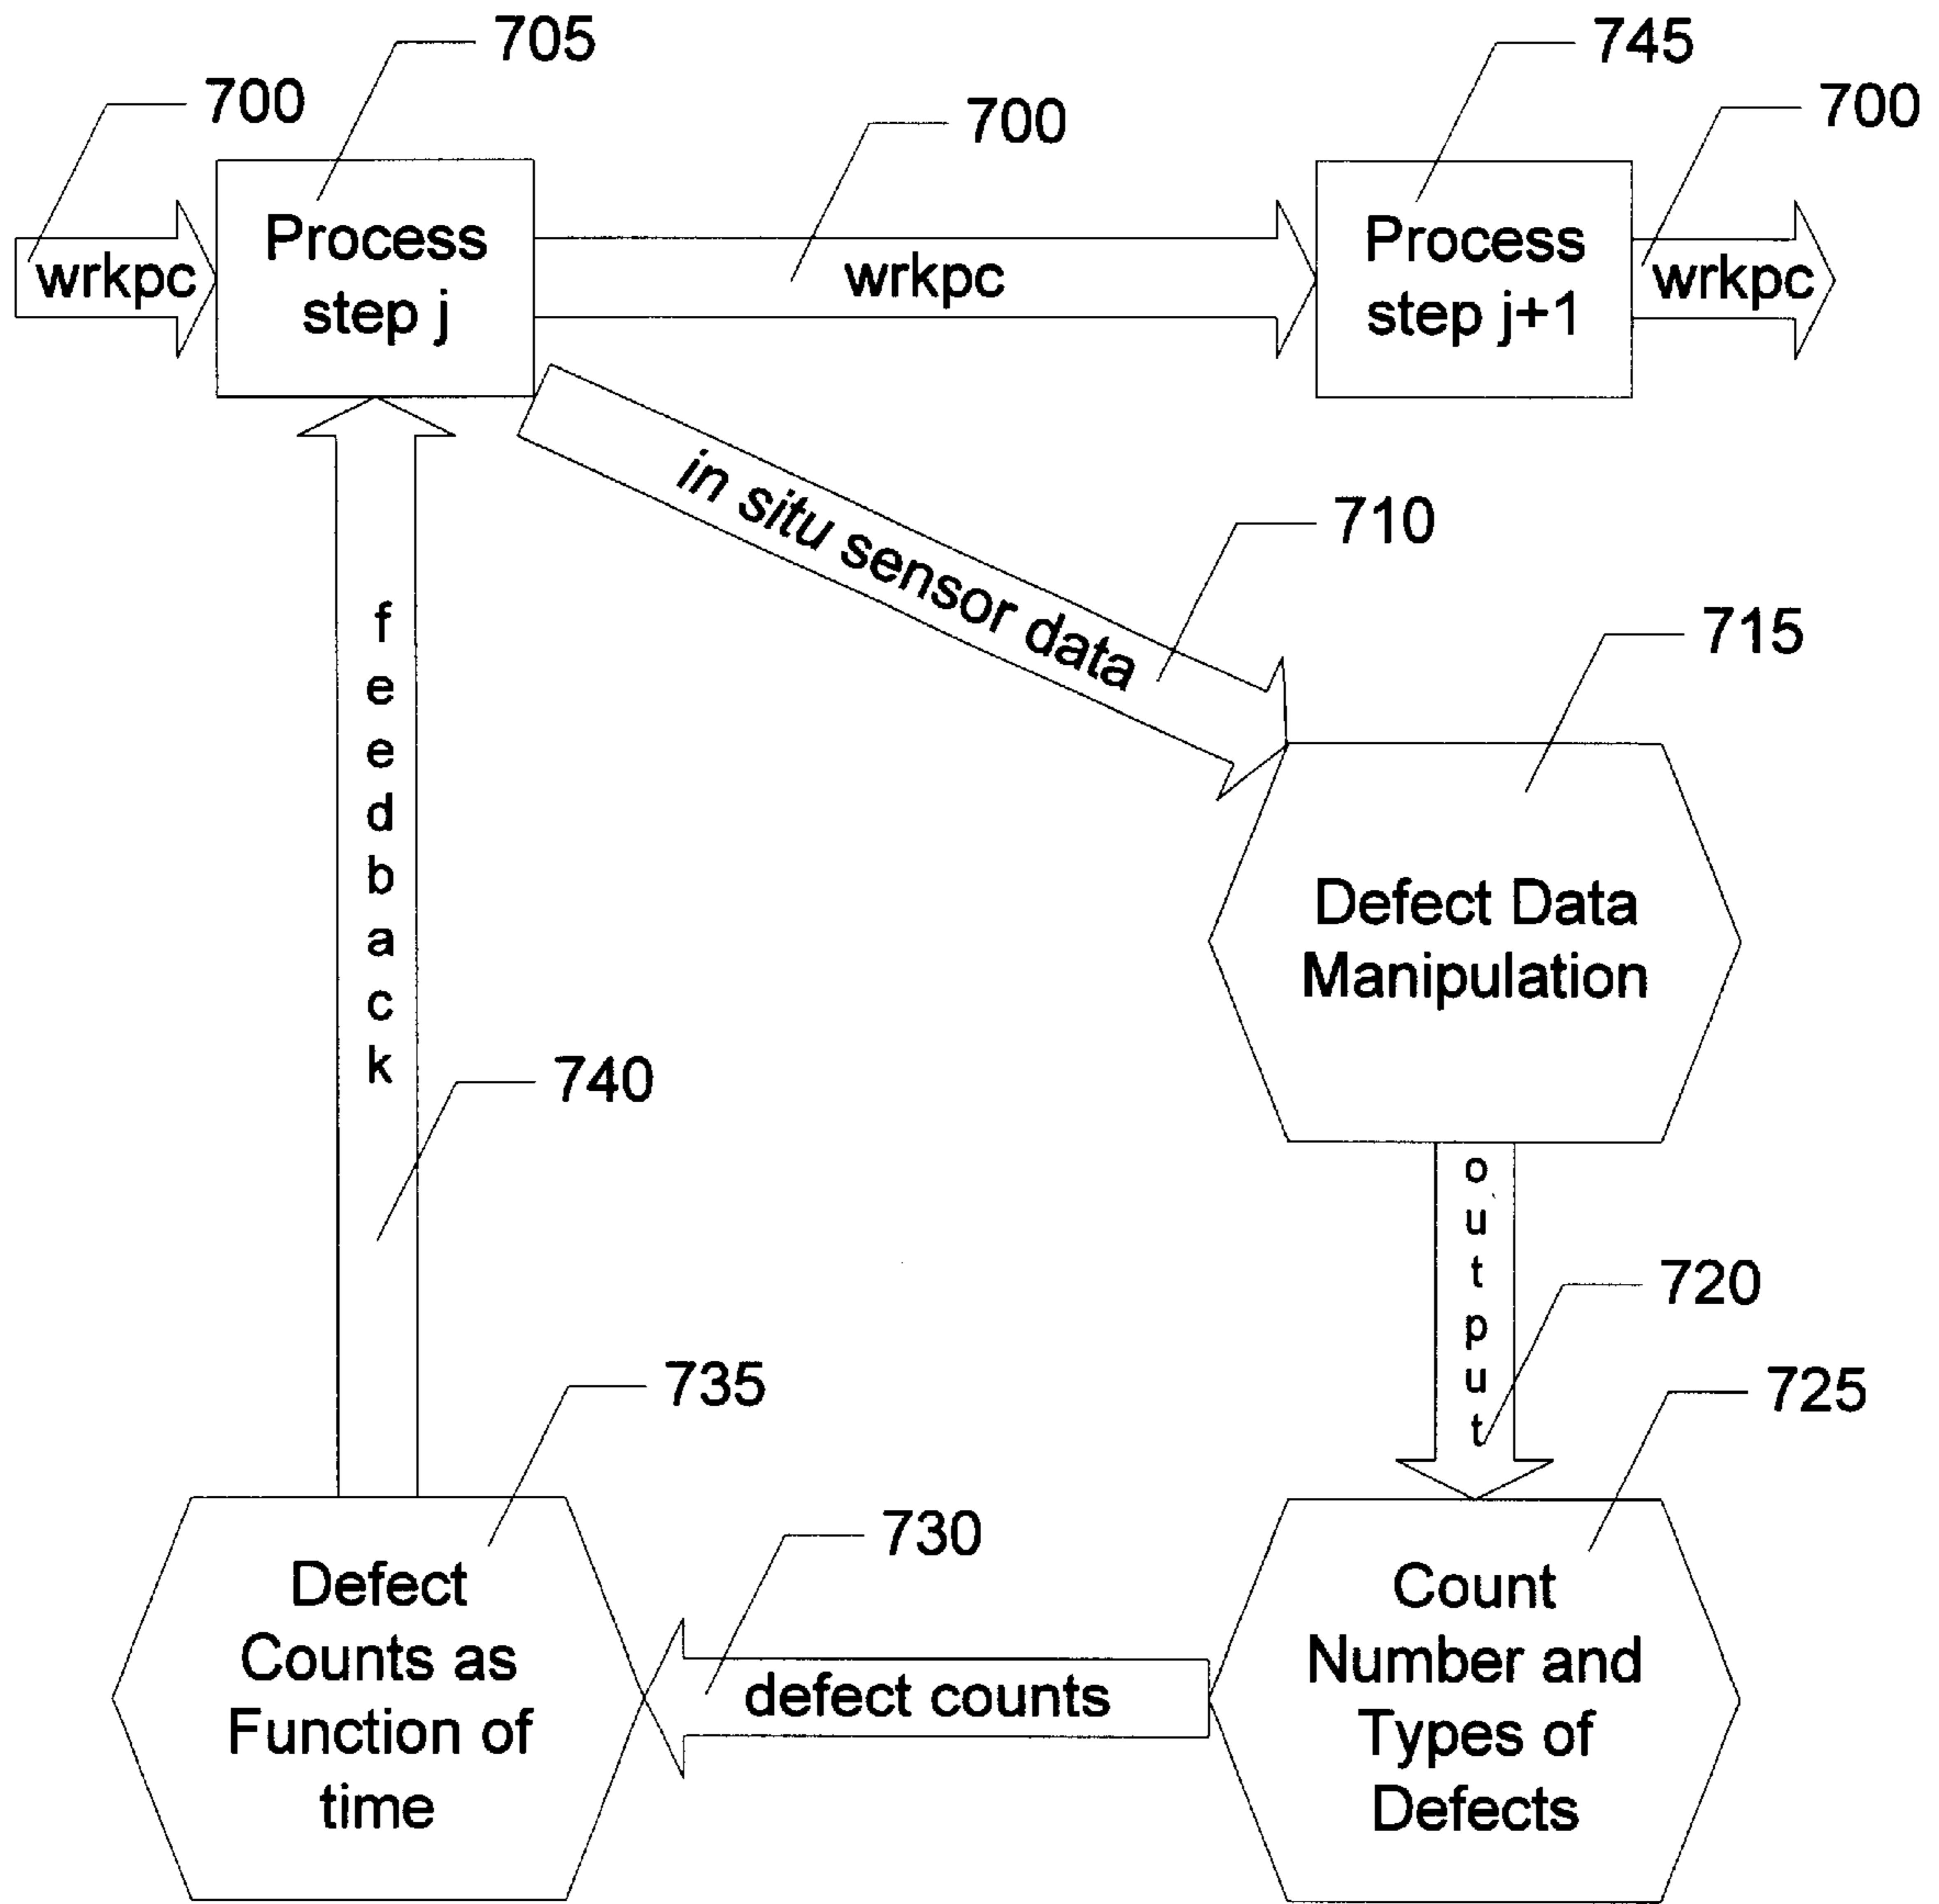 705
745
700
700
700
Process
step j
Process
step j+1
wrkpc
wrkpc
wrkpc
in situ sensor data
710
feedback
715
Defect Data
Manipulation
740
output
720
735
725
730
Defect
Counts as
Function of
time
defect counts
Count
Number and
Types of
Defects